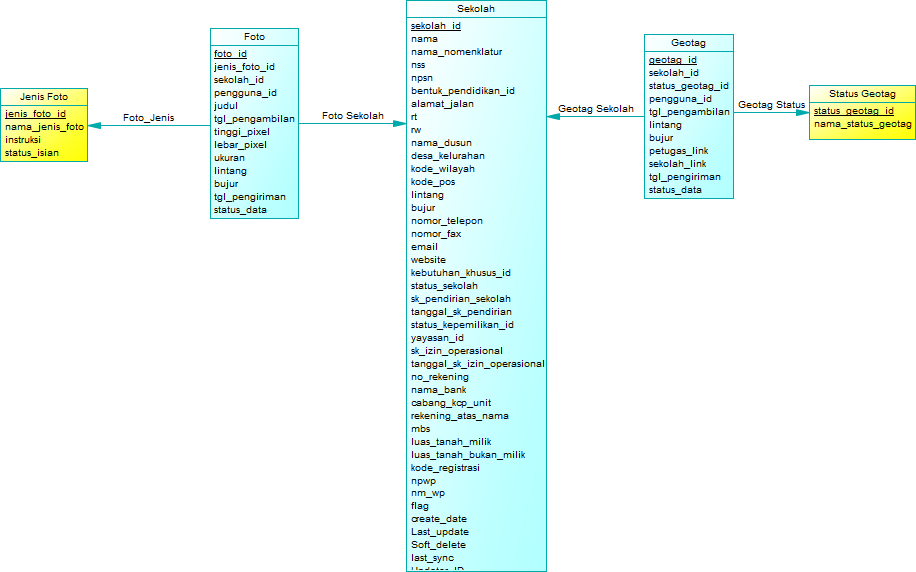 Jenis Foto
jenis_foto_id
nama_jenis_foto
instruksi
status_isian
Foto_Jenis
Foto
foto_id
jenis_foto_id
sekolah_id
pengguna_id
judul
tgl_pengambilan
tinggi_pixel
lebar_pixel
ukuran
lintang
bujur
tgl_pengiriman
status_data
Foto Sekolah
Sekolah
sekolah_id
nama
nama_nomenklatur
nss
npsn
bentuk_pendidikan_id
alamat_jalan
rt
rw
nama_dusun
desa_kelurahan
kode_wilayah
kode_pos
lintang
bujur
nomor_telepon
nomor_fax
email
website
kebutuhan_khusus_id
status_sekolah
sk_pendirian_sekolah
tanggal_sk_pendirian
status_kepemilikan_id
yayasan_id
sk_izin_operasional
tanggal_sk_izin_operasional
no_rekening
nama_bank
cabang_kcp_unit
rekening_atas_nama
mbs
luas_tanah_milik
luas_tanah_bukan_milik
kode_registrasi
npwp
nm_wp
flag
create_date
Last_update
Soft_delete
last_sync
Updater_ID
Geotag Sekolah
Geotag
geotag_id
sekolah_id
status_geotag_id
pengguna_id
tgl_pengambilan
lintang
bujur
petugas_link
sekolah_link
tgl_pengiriman
status_data
Geotag Status
Status Geotag
status_geotag_id
nama_status_geotag